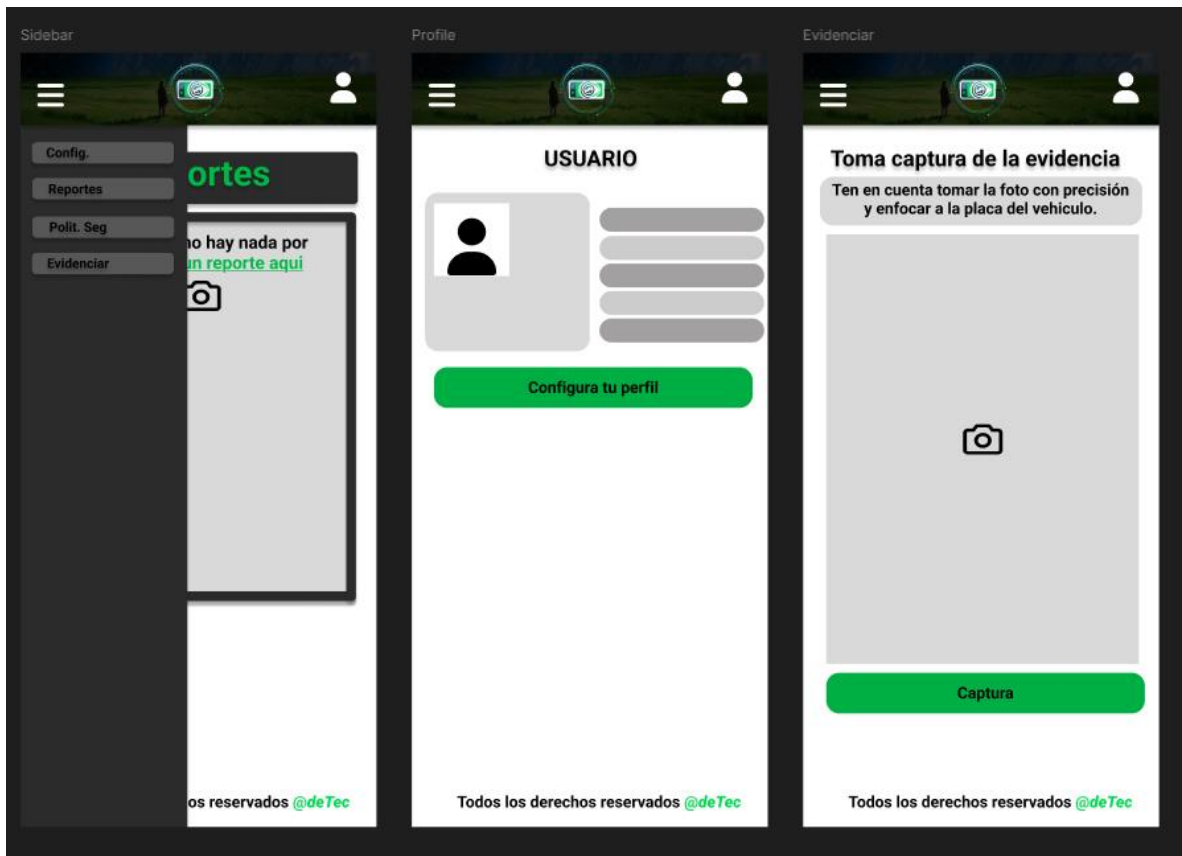 Sidebar
Config.
Reportes
Polit. Seg
Evidenciar
ortes
no hay nada por
un reporte aqui
os reservados @deTec
Profile
USUARIO
Configura tu perfil
Todos los derechos reservados @deTec
Evidenciar
Toma captura de la evidencia
Ten en cuenta tomar la foto con precisión
y enfocar a la placa del vehiculo.
Captura
Todos los derechos reservados @deTec